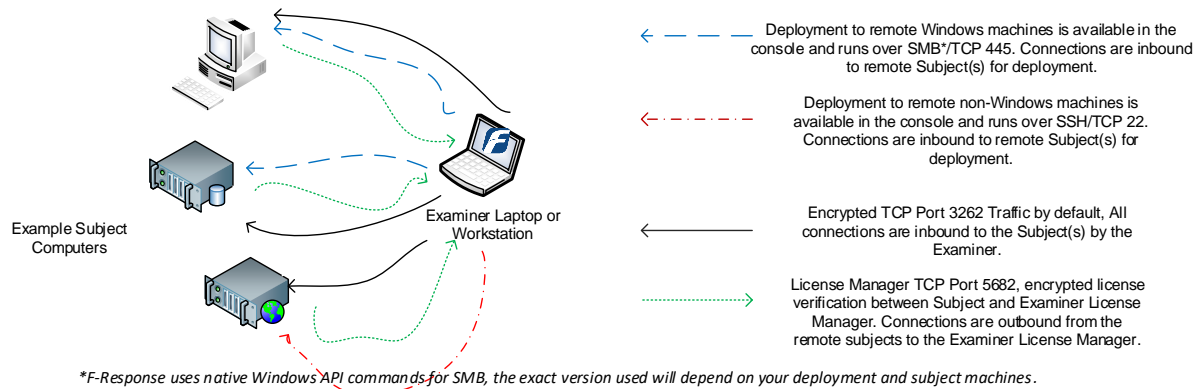 Deployment to remote Windows machines is available in the
console and runs over SMB*/TCP 445. Connections are inbound
to remote Subject(s) for deployment.
Deployment to remote non-Windows machines is
available in the console and runs over SSH/TCP 22.
Connections are inbound to remote Subject(s) for
deployment.
Example Subject
Computers
Examiner Laptop or
Workstation
Encrypted TCP Port 3262 Traffic by default, All
connections are inbound to the Subject(s) by the
Examiner.
License Manager TCP Port 5682, encrypted license
verification between Subject and Examiner License
Manager. Connections are outbound from the
remote subjects to the Examiner License Manager.
*F-Response uses native Windows API commands for SMB, the exact version used will depend on your deployment and subject machines.